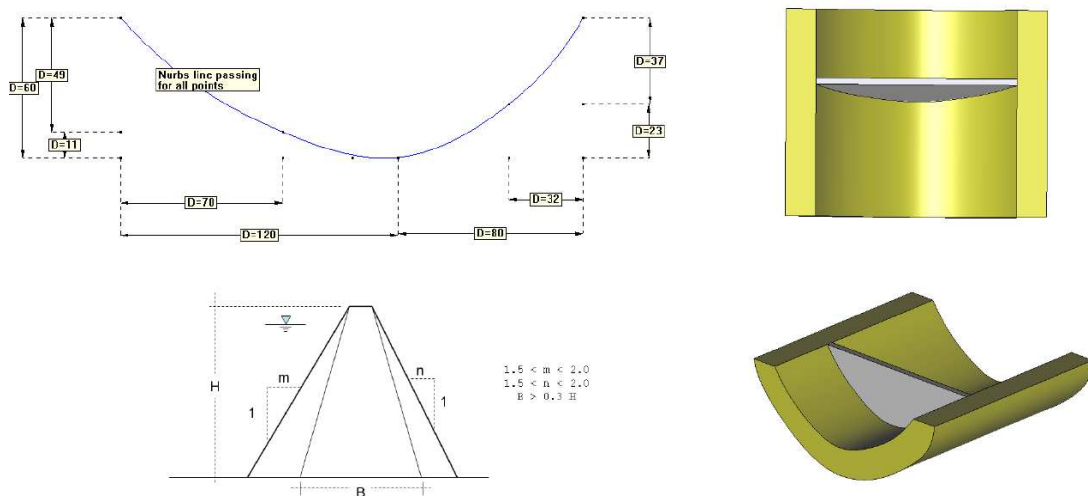 D=49
D=60
D=11
Nurbs line passing
for all points
D=37
D=23
D=70
D=32
D=120
D=80
H
m
1
n
1
B
1.5 < m < 2.0
1.5 < n < 2.0
B > 0.3 H